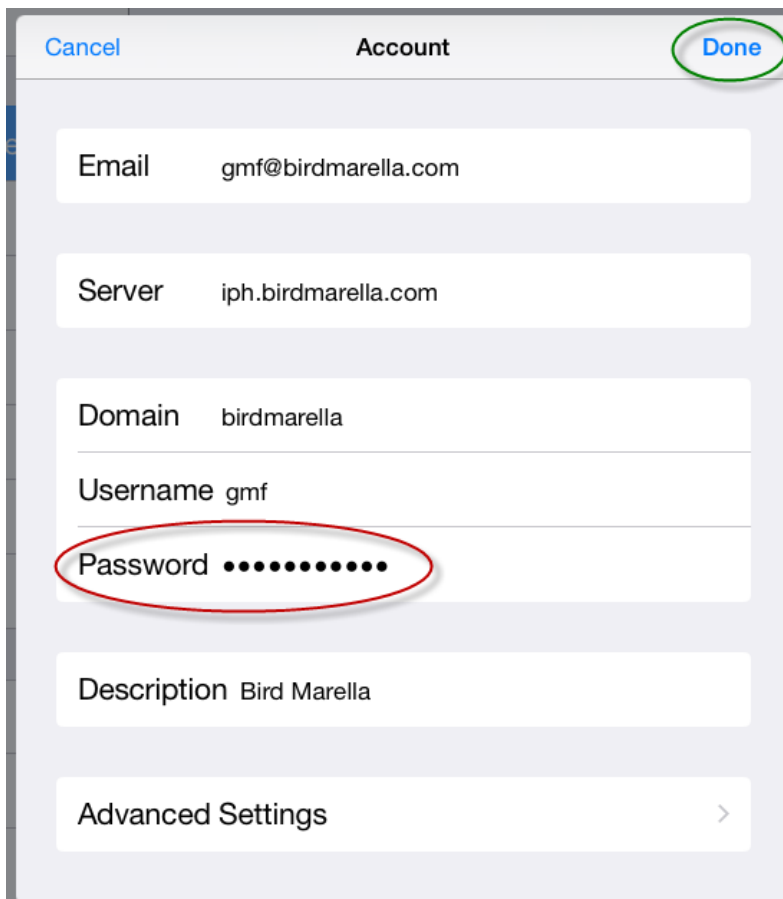 Cancel Account Done
Email gmf@birdmarella.com
Server iph.birdmarella.com
Domain birdmarella
Username gmf
Password •••••••••••
Description Bird Marella
Advanced Settings